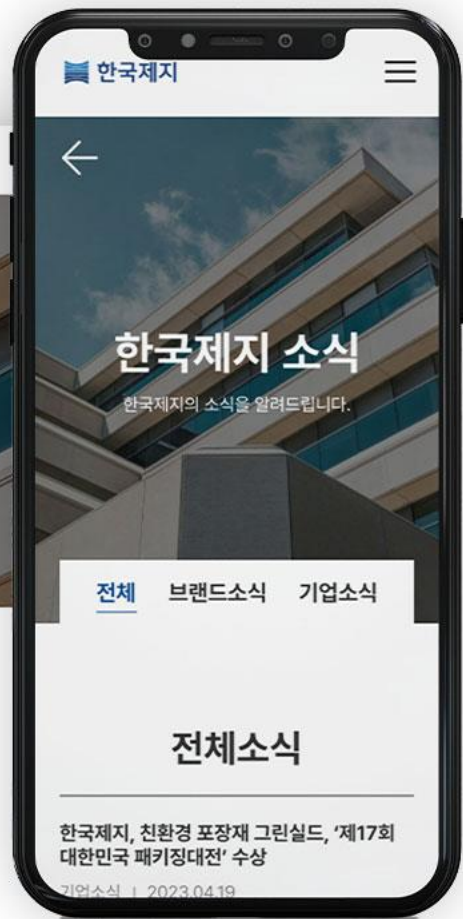 한국제지
한국제지 소식
한국제지의 소식을 알려드립니다.
전체 브랜드소식 기업소식
전체소식
한국제지, 친환경 포장재 그린실드, ‘제17회
대한민국 패키징대전’ 수상
기업소식 | 2023.04.19